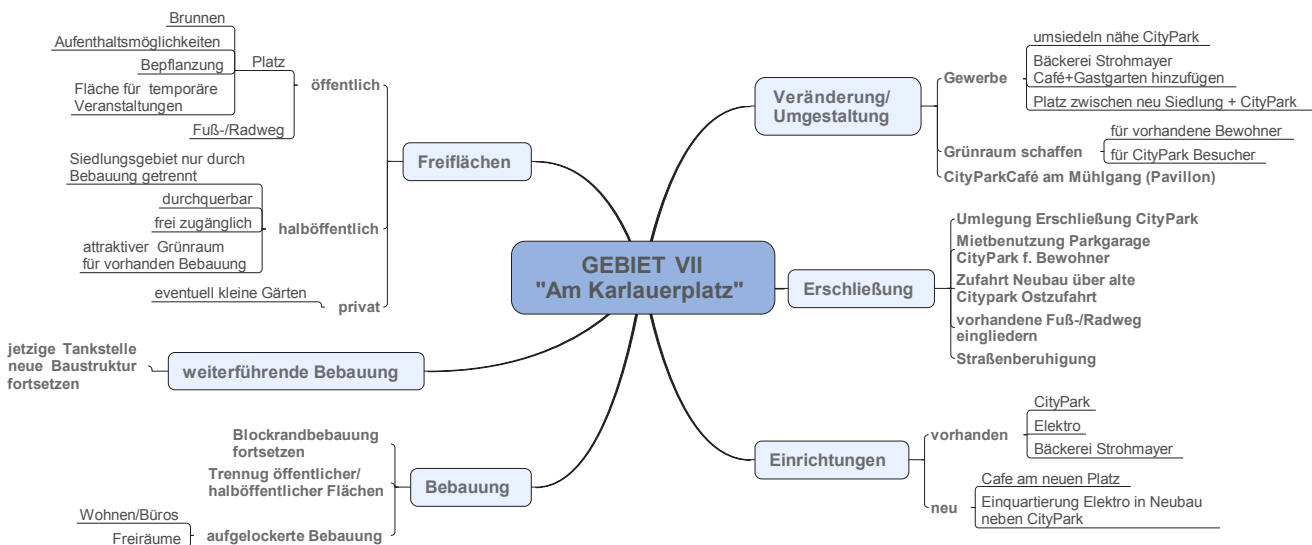 GEBIET VII
"Am Karlauerplatz"
Freiflächen
öffentlich
Platz
Brunnen
Aufenthaltsmöglichkeiten
Bepflanzung
Fläche für temporäre
Veranstaltungen
Fuß-/Radweg
halböffentlich
Siedlungsgebiet nur durch
Bebauung getrennt
durchquerbar
frei zugänglich
attraktiver Grünraum
für vorhanden Bebauung
privat
eventuell kleine Gärten
weiterführende Bebauung
jetzige Tankstelle
neue Baustruktur
fortsetzen
Bebauung
Blockrandbebauung
fortsetzen
Trennug öffentlicher/
halböffentlicher Flächen
aufgelockerte Bebauung
Wohnen/Büros
Freiräume
Veränderung/
Umgestaltung
Gewerbe
umsiedeln nähe CityPark
Bäckerei Strohmayer
Café+Gastgarten hinzufügen
Platz zwischen neu Siedlung + CityPark
Grünraum schaffen
für vorhandene Bewohner
für CityPark Besucher
CityParkCafé am Mühlgang (Pavillon)
Erschließung
Umlegung Erschließung CityPark
Mietbenutzung Parkgarage
CityPark f. Bewohner
Zufahrt Neubau über alte
Citypark Ostzufahrt
vorhandene Fuß-/Radweg
eingliedern
Straßenberuhigung
Einrichtungen
vorhanden
CityPark
Elektro
Bäckerei Strohmayer
neu
Cafe am neuen Platz
Einquartierung Elektro in Neubau
neben CityPark